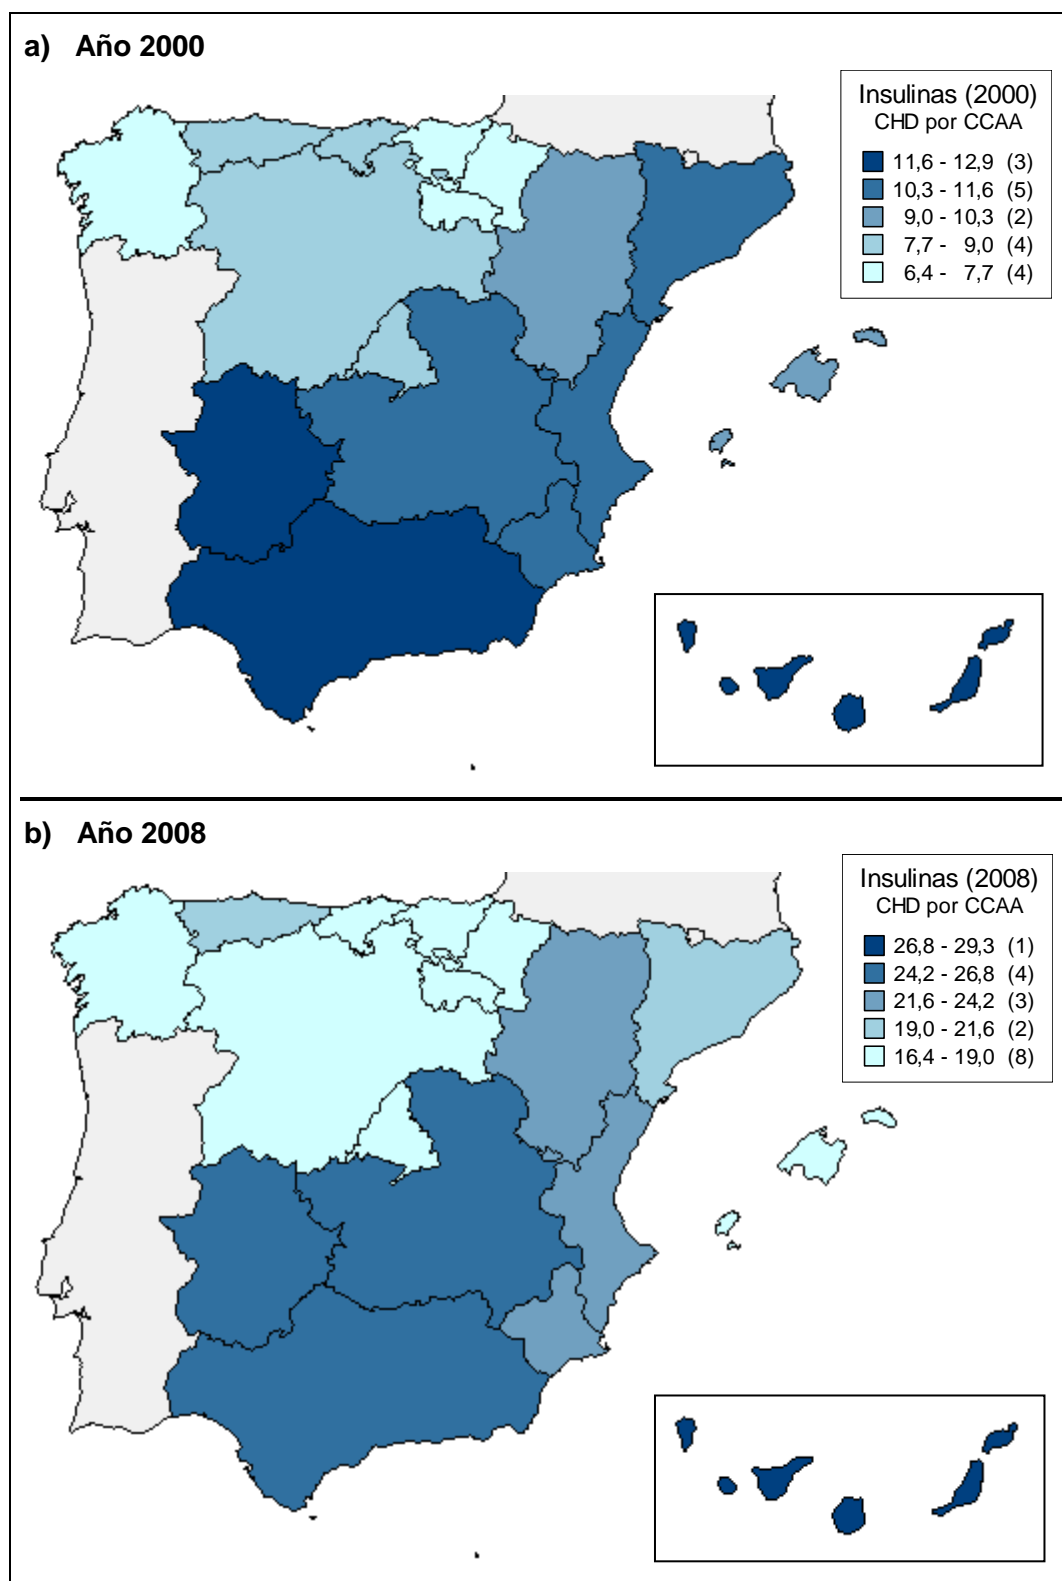 a) Año 2000
Insulinas (2000)
CHD por CCAA
11,6 - 12,9 (3)
10,3 - 11,6 (5)
9,0 - 10,3 (2)
7,7 - 9,0 (4)
6,4 - 7,7 (4)
b) Año 2008
Insulinas (2008)
CHD por CCAA
26,8 - 29,3 (1)
24,2 - 26,8 (4)
21,6 - 24,2 (3)
19,0 - 21,6 (2)
16,4 - 19,0 (8)